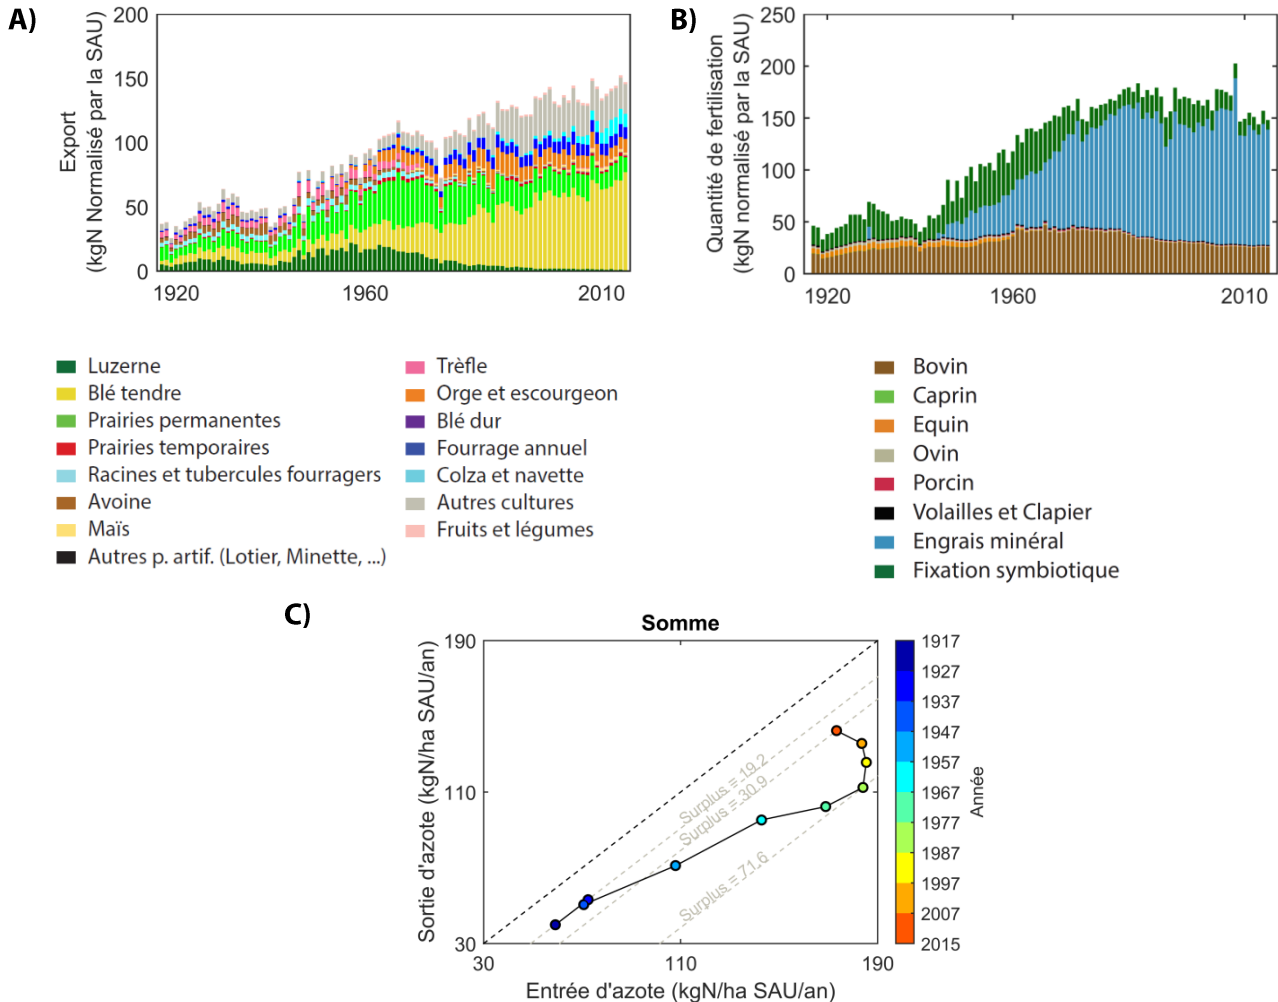 A)
200
150
100
50
0
Export
(kgN Normalisé par la SAU)
1920
1960
2010
B)
250
200
150
100
50
0
Quantité de fertilisation
(kgN normalisé par la SAU)
1920
1960
2010
Luzerne
Blé tendre
Prairies permanentes
Prairies temporaires
Racines et tubercules fourragers
Avoine
Maïs
Autres p. artif. (Lotier, Minette, ...)
Trèfle
Orge et escourgeon
Blé dur
Fourrage annuel
Colza et navette
Autres cultures
Fruits et légumes
Bovin
Caprin
Equin
Ovin
Porcin
Volailles et Clapier
Engrais minéral
Fixation symbiotique
C)
Somme
190
110
30
Sortie d'azote (kgN/ha SAU/an)
Surplus = 19.2
Surplus = 30.9
Surplus = 71.6
30
110
190
Entrée d'azote (kgN/ha SAU/an)
1917
1927
1937
1947
1957
1967
1977
1987
1997
2007
2015
Année